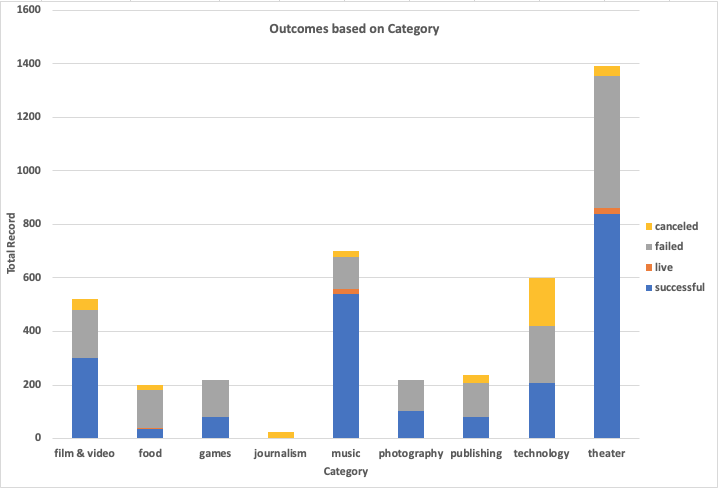 Outcomes based on Category
1600
1400
1200
1000
800
600
400
200
0
Total Record
film & video food games journalism music photography publishing technology theater
Category
canceled
failed
live
successful